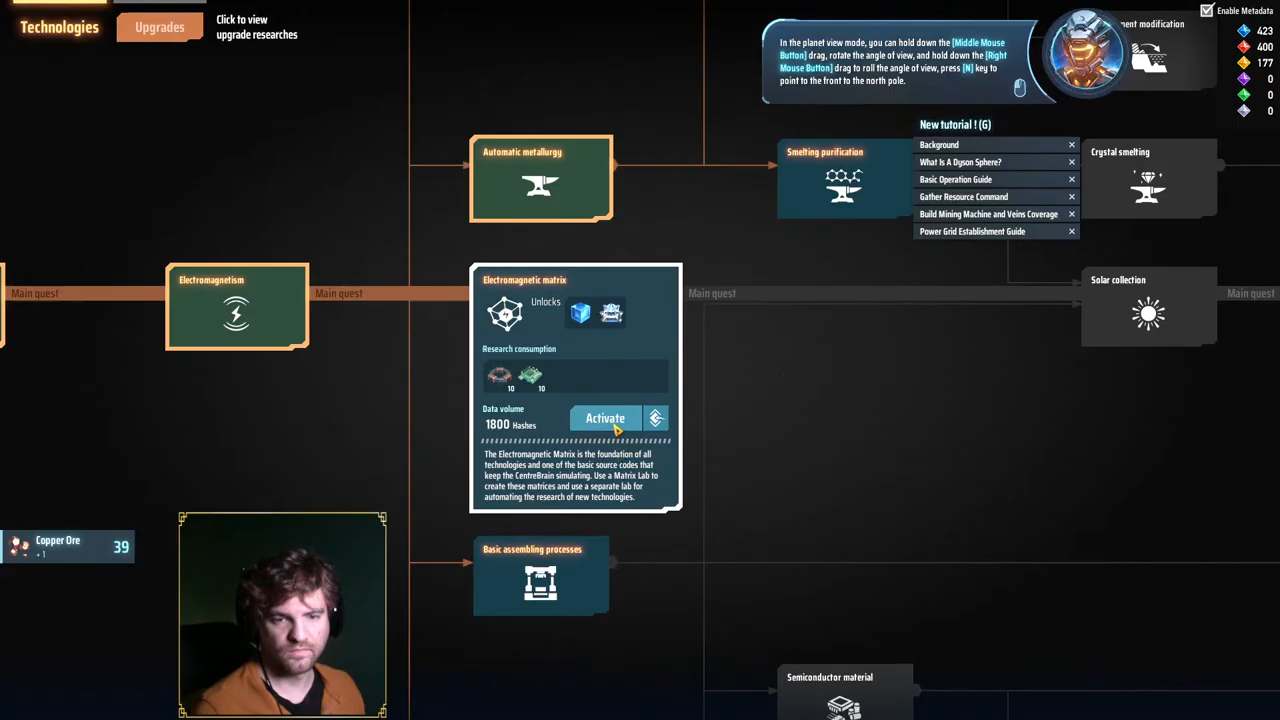 Technologies
Upgrades
Click to view
upgrade researches
Enable Metadata
423
400
177
0
0
0
In the planet view mode, you can hold down the [Middle Mouse
Button] drag, rotate the angle of view, and hold down the [Right
Mouse Button] drag to roll the angle of view, press [N] key to
point to the front to the north pole.
ment modification
New tutorial ! (G)
Background
What Is A Dyson Sphere?
Basic Operation Guide
Gather Resource Command
Build Mining Machine and Veins Coverage
Power Grid Establishment Guide
Automatic metallurgy
Smelting purification
Crystal smelting
Main quest
Electromagnetism
Main quest
Electromagnetic matrix
Unlocks
Research consumption
10
10
Data volume
1800 Hashes
Activate
The Electromagnetic Matrix is the foundation of all
technologies and one of the basic source codes that
keep the CentreBrain simulating. Use a Matrix Lab to
create these matrices and use a separate lab for
automating the research of new technologies.
Main quest
Solar collection
Main quest
Copper Ore
+1
39
Basic assembling processes
Semiconductor material